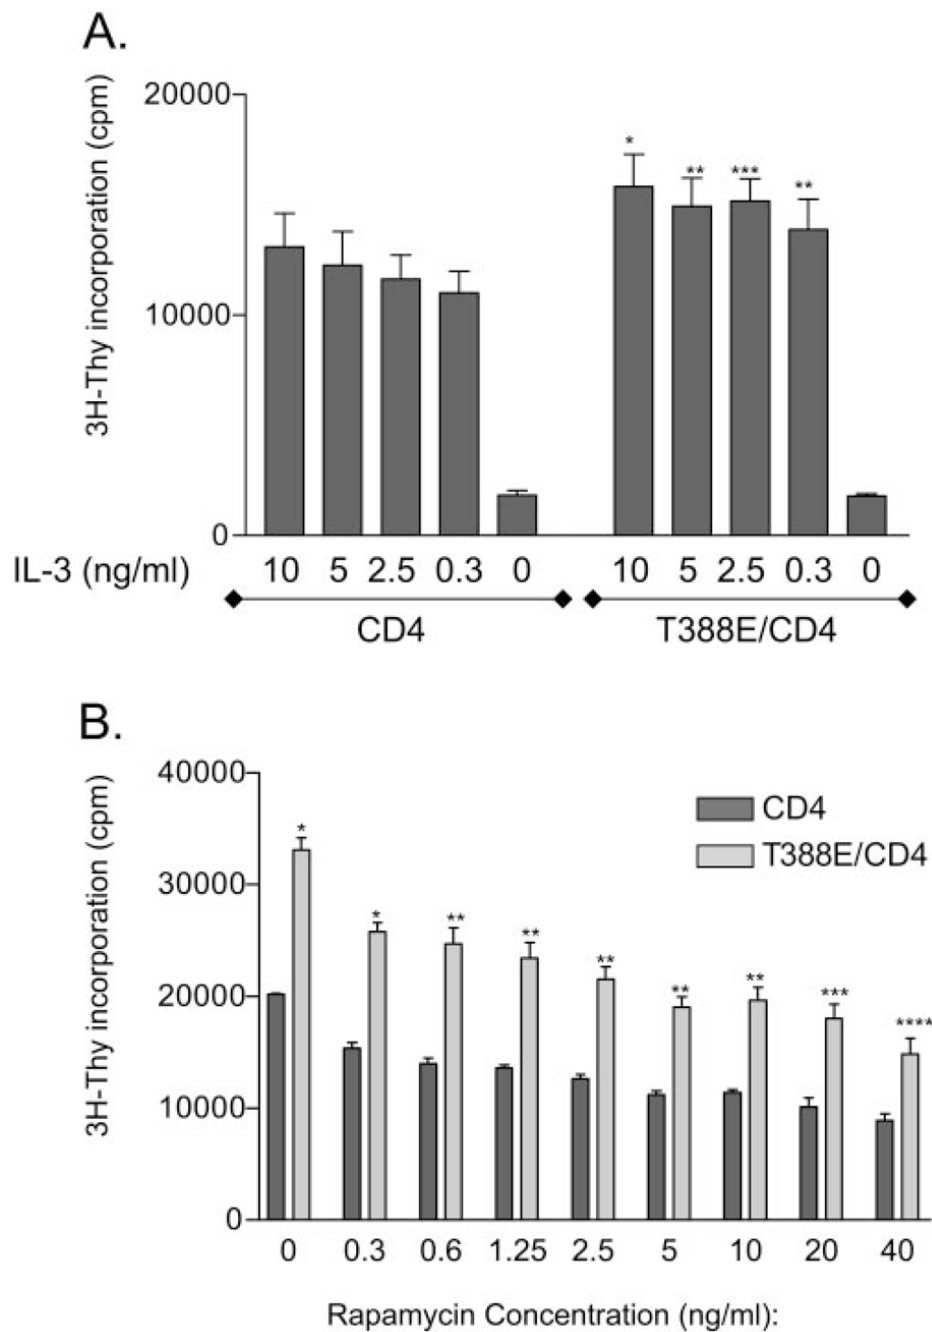 A.
3H-Thy incorporation (cpm)
20000
10000
0
* ** *** **
IL-3 (ng/ml) 10 5 2.5 0.3 0 10 5 2.5 0.3 0
CD4 T388E/CD4
B.
3H-Thy incorporation (cpm)
40000
30000
20000
10000
0
CD4
T388E/CD4
* * ** ** ** ** ** *** ****
0 0.3 0.6 1.25 2.5 5 10 20 40
Rapamycin Concentration (ng/ml):